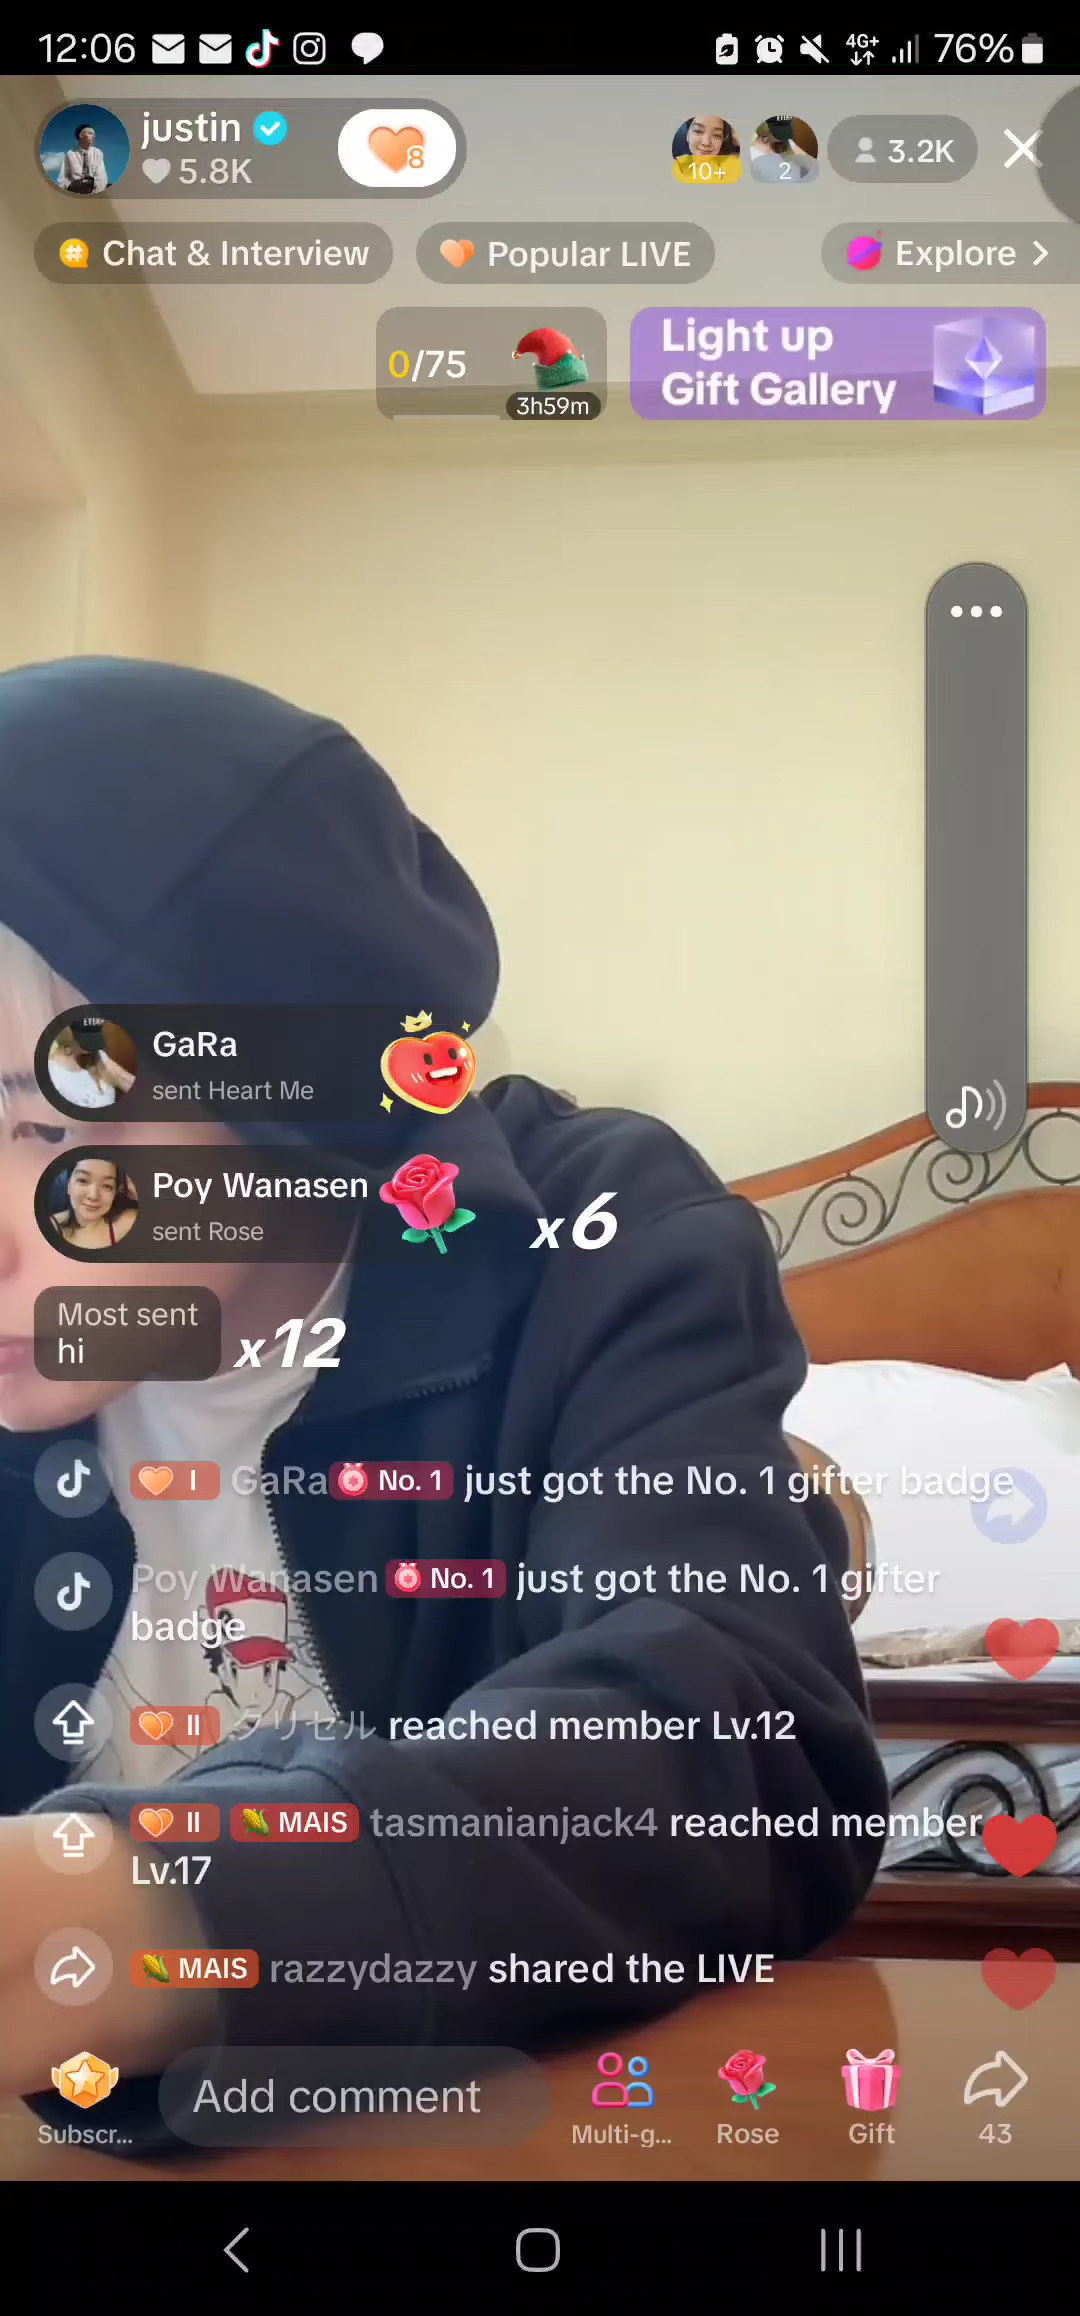 12:06
4G+
76%
justin
5.8K
8
10+
2
3.2K
Chat & Interview
Popular LIVE
Explore
0/75
3h59m
Light up
Gift Gallery
GaRa
sent Heart Me
Poy Wanasen
sent Rose
x6
Most sent
hi
x12
I GaRa No. 1 just got the No. 1 gifter badge
Poy Wanasen No. 1 just got the No. 1 gifter
badge
II クリセル reached member Lv.12
II MAIS tasmanianjack4 reached member
Lv.17
MAIS razzydazzy shared the LIVE
Subscr...
Add comment
Multi-g...
Rose
Gift
43